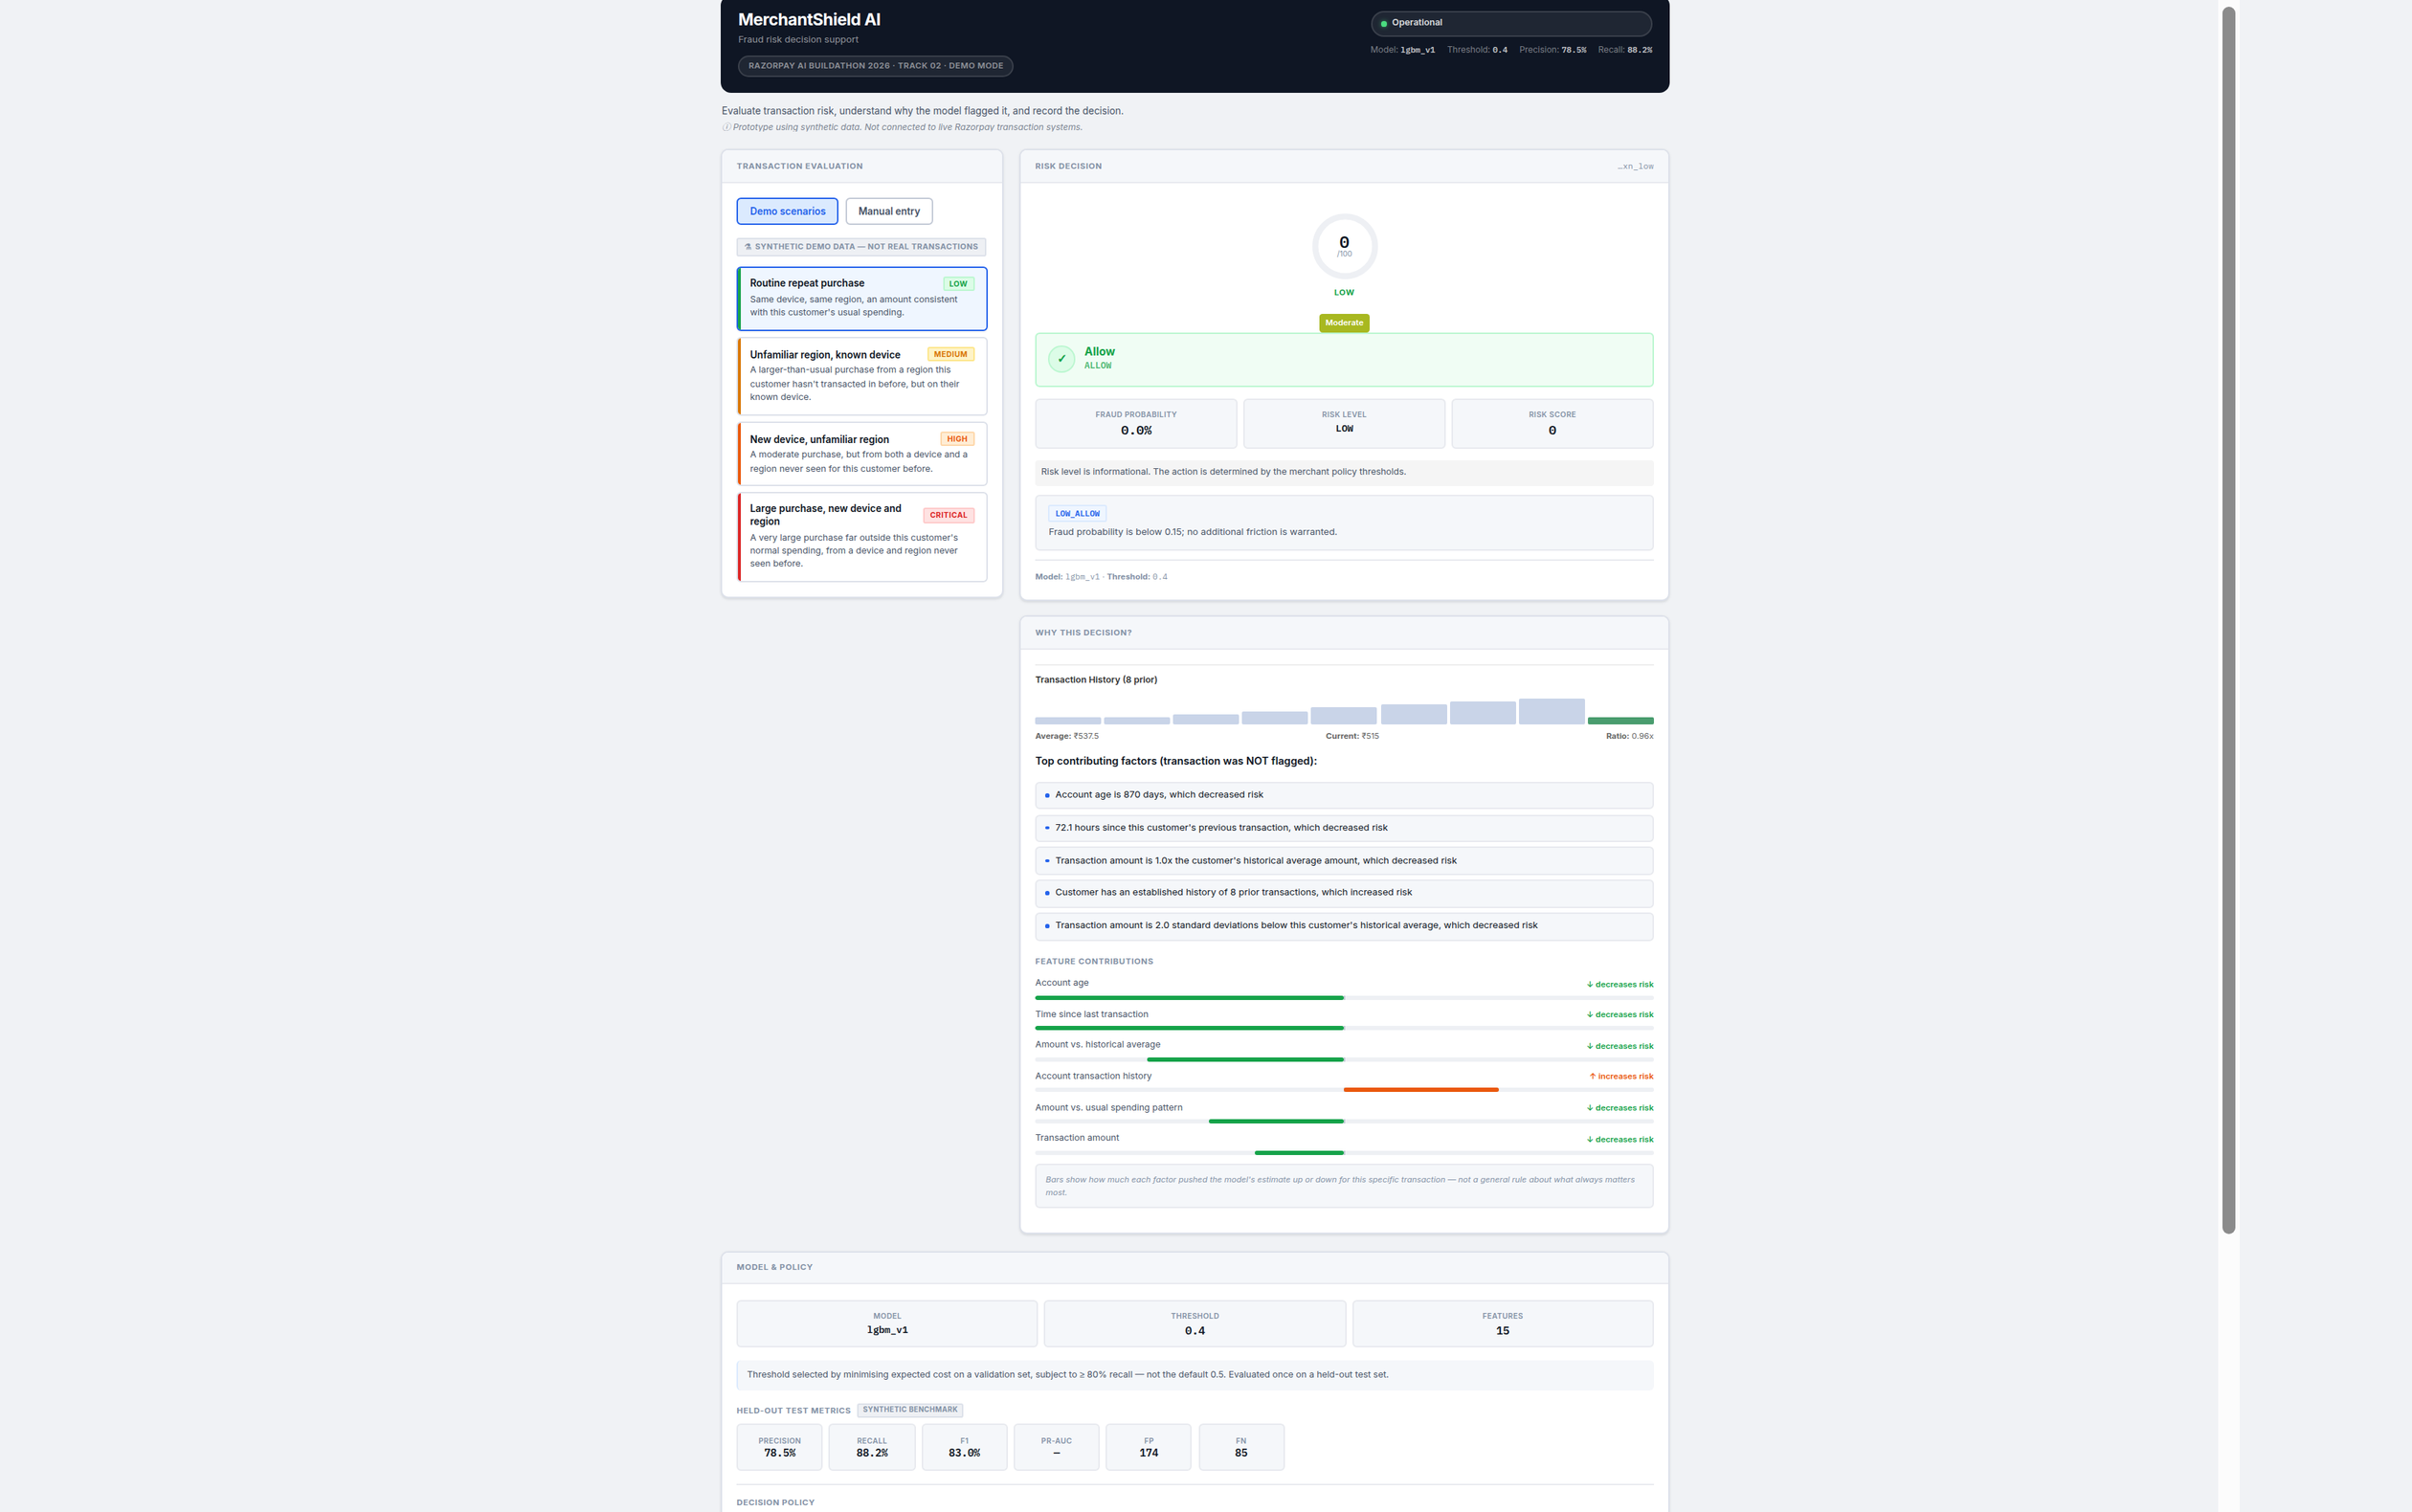 MerchantShield AI
Fraud risk decision support
RAZORPAY AI BUILDATHON 2026 · TRACK 02 · DEMO MODE
Operational
Model: lgbm_v1 Threshold: 0.4 Precision: 78.5% Recall: 88.2%
Evaluate transaction risk, understand why the model flagged it, and record the decision.
ⓘ Prototype using synthetic data. Not connected to live Razorpay transaction systems.
TRANSACTION EVALUATION
Demo scenarios
Manual entry
⚗ SYNTHETIC DEMO DATA — NOT REAL TRANSACTIONS
Routine repeat purchase
LOW
Same device, same region, an amount consistent
with this customer's usual spending.
Unfamiliar region, known device
MEDIUM
A larger-than-usual purchase from a region this
customer hasn't transacted in before, but on their
known device.
New device, unfamiliar region
HIGH
A moderate purchase, but from both a device and a
region never seen for this customer before.
Large purchase, new device and
region
CRITICAL
A very large purchase far outside this customer's
normal spending, from a device and region never
seen before.
RISK DECISION
…xn_low
0
/100
LOW
Moderate
✓
Allow
ALLOW
FRAUD PROBABILITY
0.0%
RISK LEVEL
LOW
RISK SCORE
0
Risk level is informational. The action is determined by the merchant policy thresholds.
LOW_ALLOW
Fraud probability is below 0.15; no additional friction is warranted.
Model: lgbm_v1 · Threshold: 0.4
WHY THIS DECISION?
Transaction History (8 prior)
Average: ₹537.5
Current: ₹515
Ratio: 0.96x
Top contributing factors (transaction was NOT flagged):
Account age is 870 days, which decreased risk
72.1 hours since this customer's previous transaction, which decreased risk
Transaction amount is 1.0x the customer's historical average amount, which decreased risk
Customer has an established history of 8 prior transactions, which increased risk
Transaction amount is 2.0 standard deviations below this customer's historical average, which decreased risk
FEATURE CONTRIBUTIONS
Account age
↓ decreases risk
Time since last transaction
↓ decreases risk
Amount vs. historical average
↓ decreases risk
Account transaction history
↑ increases risk
Amount vs. usual spending pattern
↓ decreases risk
Transaction amount
↓ decreases risk
Bars show how much each factor pushed the model's estimate up or down for this specific transaction — not a general rule about what always matters
most.
MODEL & POLICY
MODEL
lgbm_v1
THRESHOLD
0.4
FEATURES
15
Threshold selected by minimising expected cost on a validation set, subject to ≥ 80% recall — not the default 0.5. Evaluated once on a held-out test set.
HELD-OUT TEST METRICS
SYNTHETIC BENCHMARK
PRECISION
78.5%
RECALL
88.2%
F1
83.0%
PR-AUC
—
FP
174
FN
85
DECISION POLICY